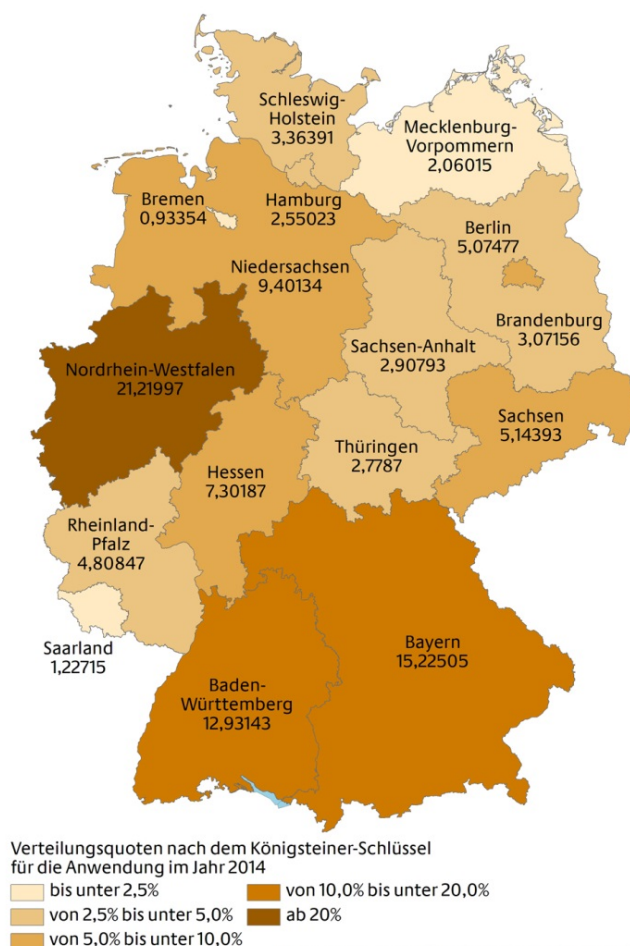 Schleswig-
Holstein
3,36391
Mecklenburg-
Vorpommern
2,06015
Bremen
0,93354
Hamburg
2,55023
Berlin
5,07477
Niedersachsen
9,40134
Brandenburg
3,07156
Sachsen-Anhalt
2,90793
Nordrhein-Westfalen
21,21997
Sachsen
5,14393
Thüringen
2,7787
Hessen
7,30187
Rheinland-
Pfalz
4,80847
Saarland
1,22715
Bayern
15,22505
Baden-
Württemberg
12,93143
Verteilungsquoten nach dem Königsteiner-Schlüssel
für die Anwendung im Jahr 2014
bis unter 2,5%
von 2,5% bis unter 5,0%
von 5,0% bis unter 10,0%
von 10,0% bis unter 20,0%
ab 20%